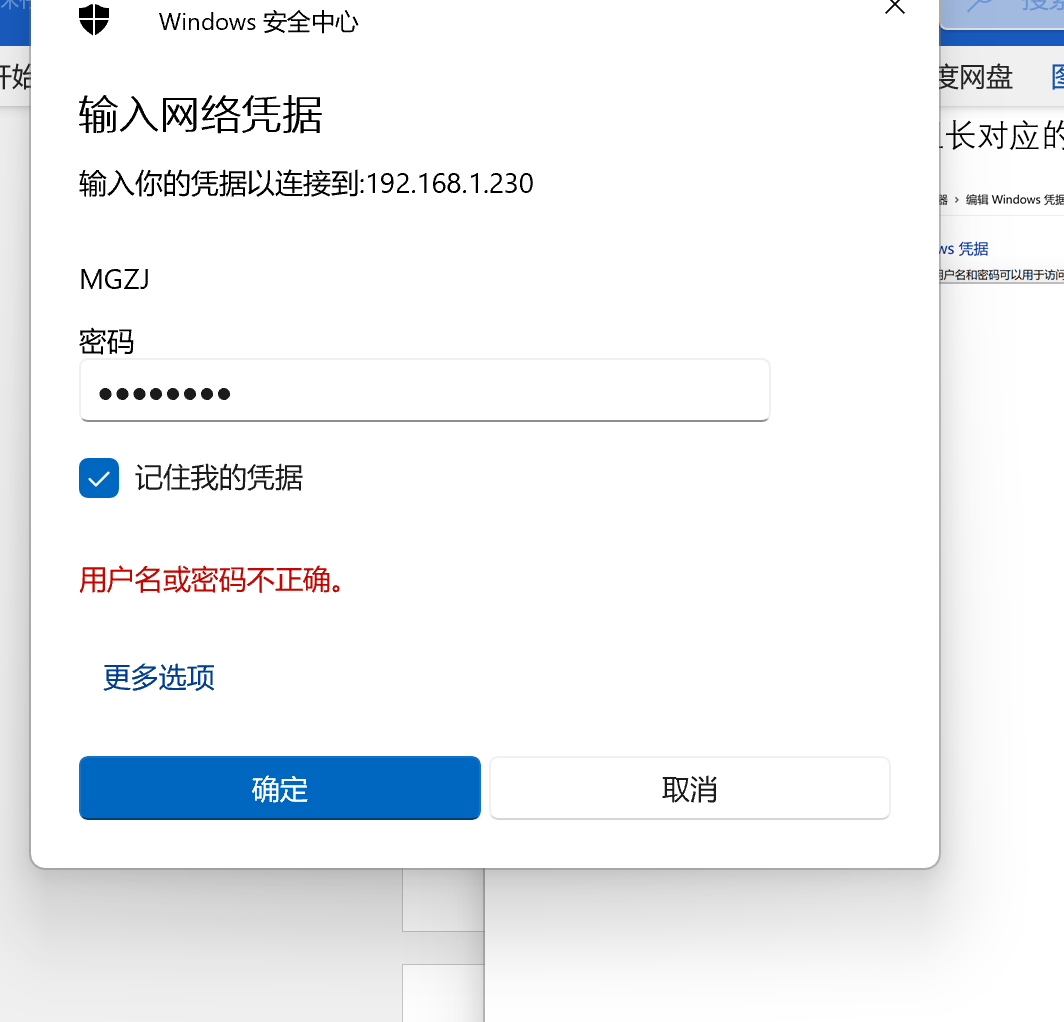 Windows 安全中心
输入网络凭据
输入你的凭据以连接到:192.168.1.230
MGZJ
密码
记住我的凭据
用户名或密码不正确。
更多选项
确定
取消
开始
度网盘
长对应的
器 › 编辑 Windows 凭据
ws 凭据
用户名和密码可以用于访问